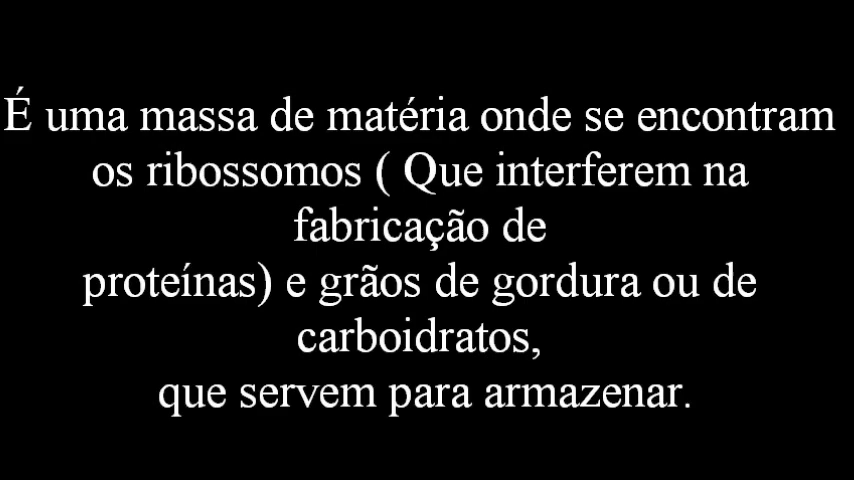 É uma massa de matéria onde se encontram
os ribossomos ( Que interferem na
fabricação de
proteínas) e grãos de gordura ou de
carboidratos,
que servem para armazenar.